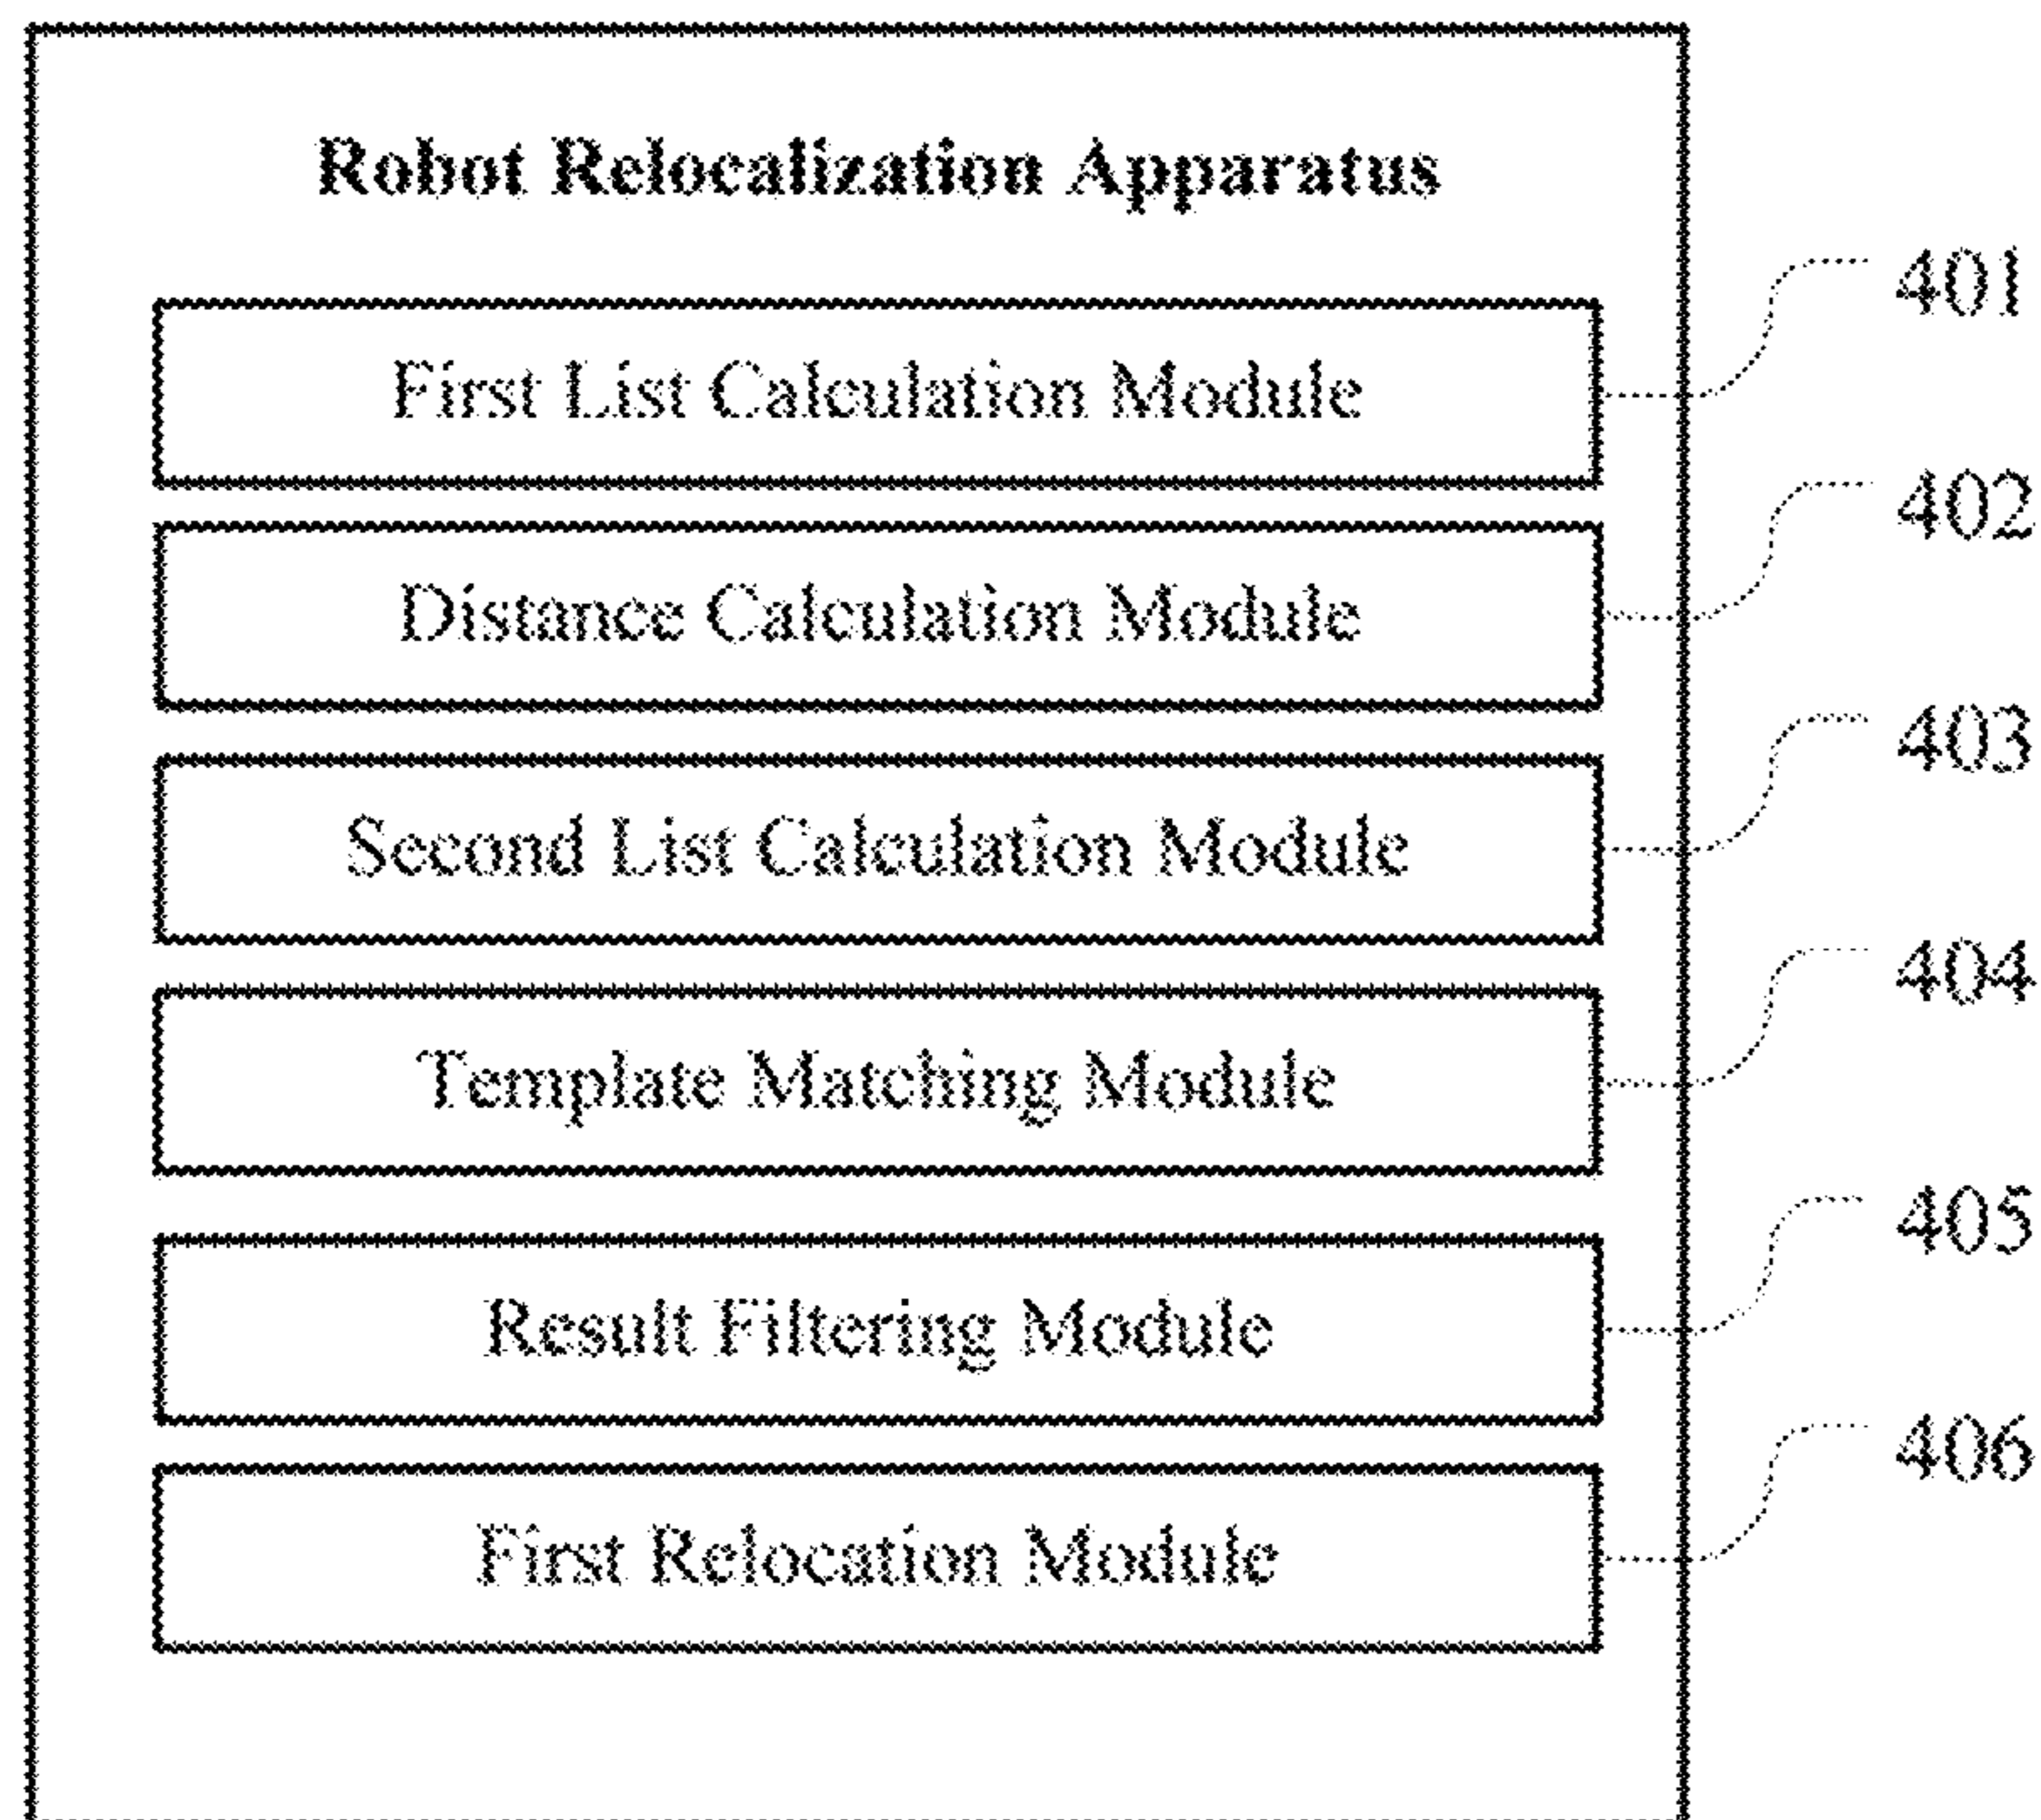 Robot Relocalization Apparatus
First List Calculation Module
401
Distance Calculation Module
402
Second List Calculation Module
403
Template Matching Module
404
Result Filtering Module
405
First Relocation Module
406